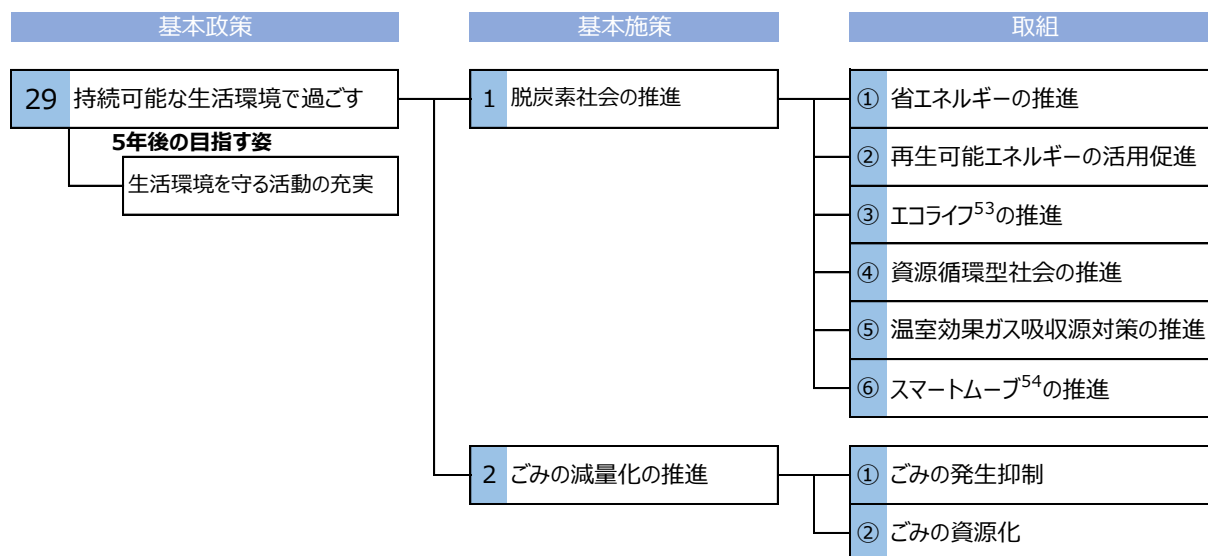 基本政策
基本施策
取組
29 持続可能な生活環境で過ごす
5年後の目指す姿
生活環境を守る活動の充実
1 脱炭素社会の推進
① 省エネルギーの推進
② 再生可能エネルギーの活用促進
③ エコライフ53の推進
④ 資源循環型社会の推進
⑤ 温室効果ガス吸収源対策の推進
⑥ スマートムーブ54の推進
2 ごみの減量化の推進
① ごみの発生抑制
② ごみの資源化